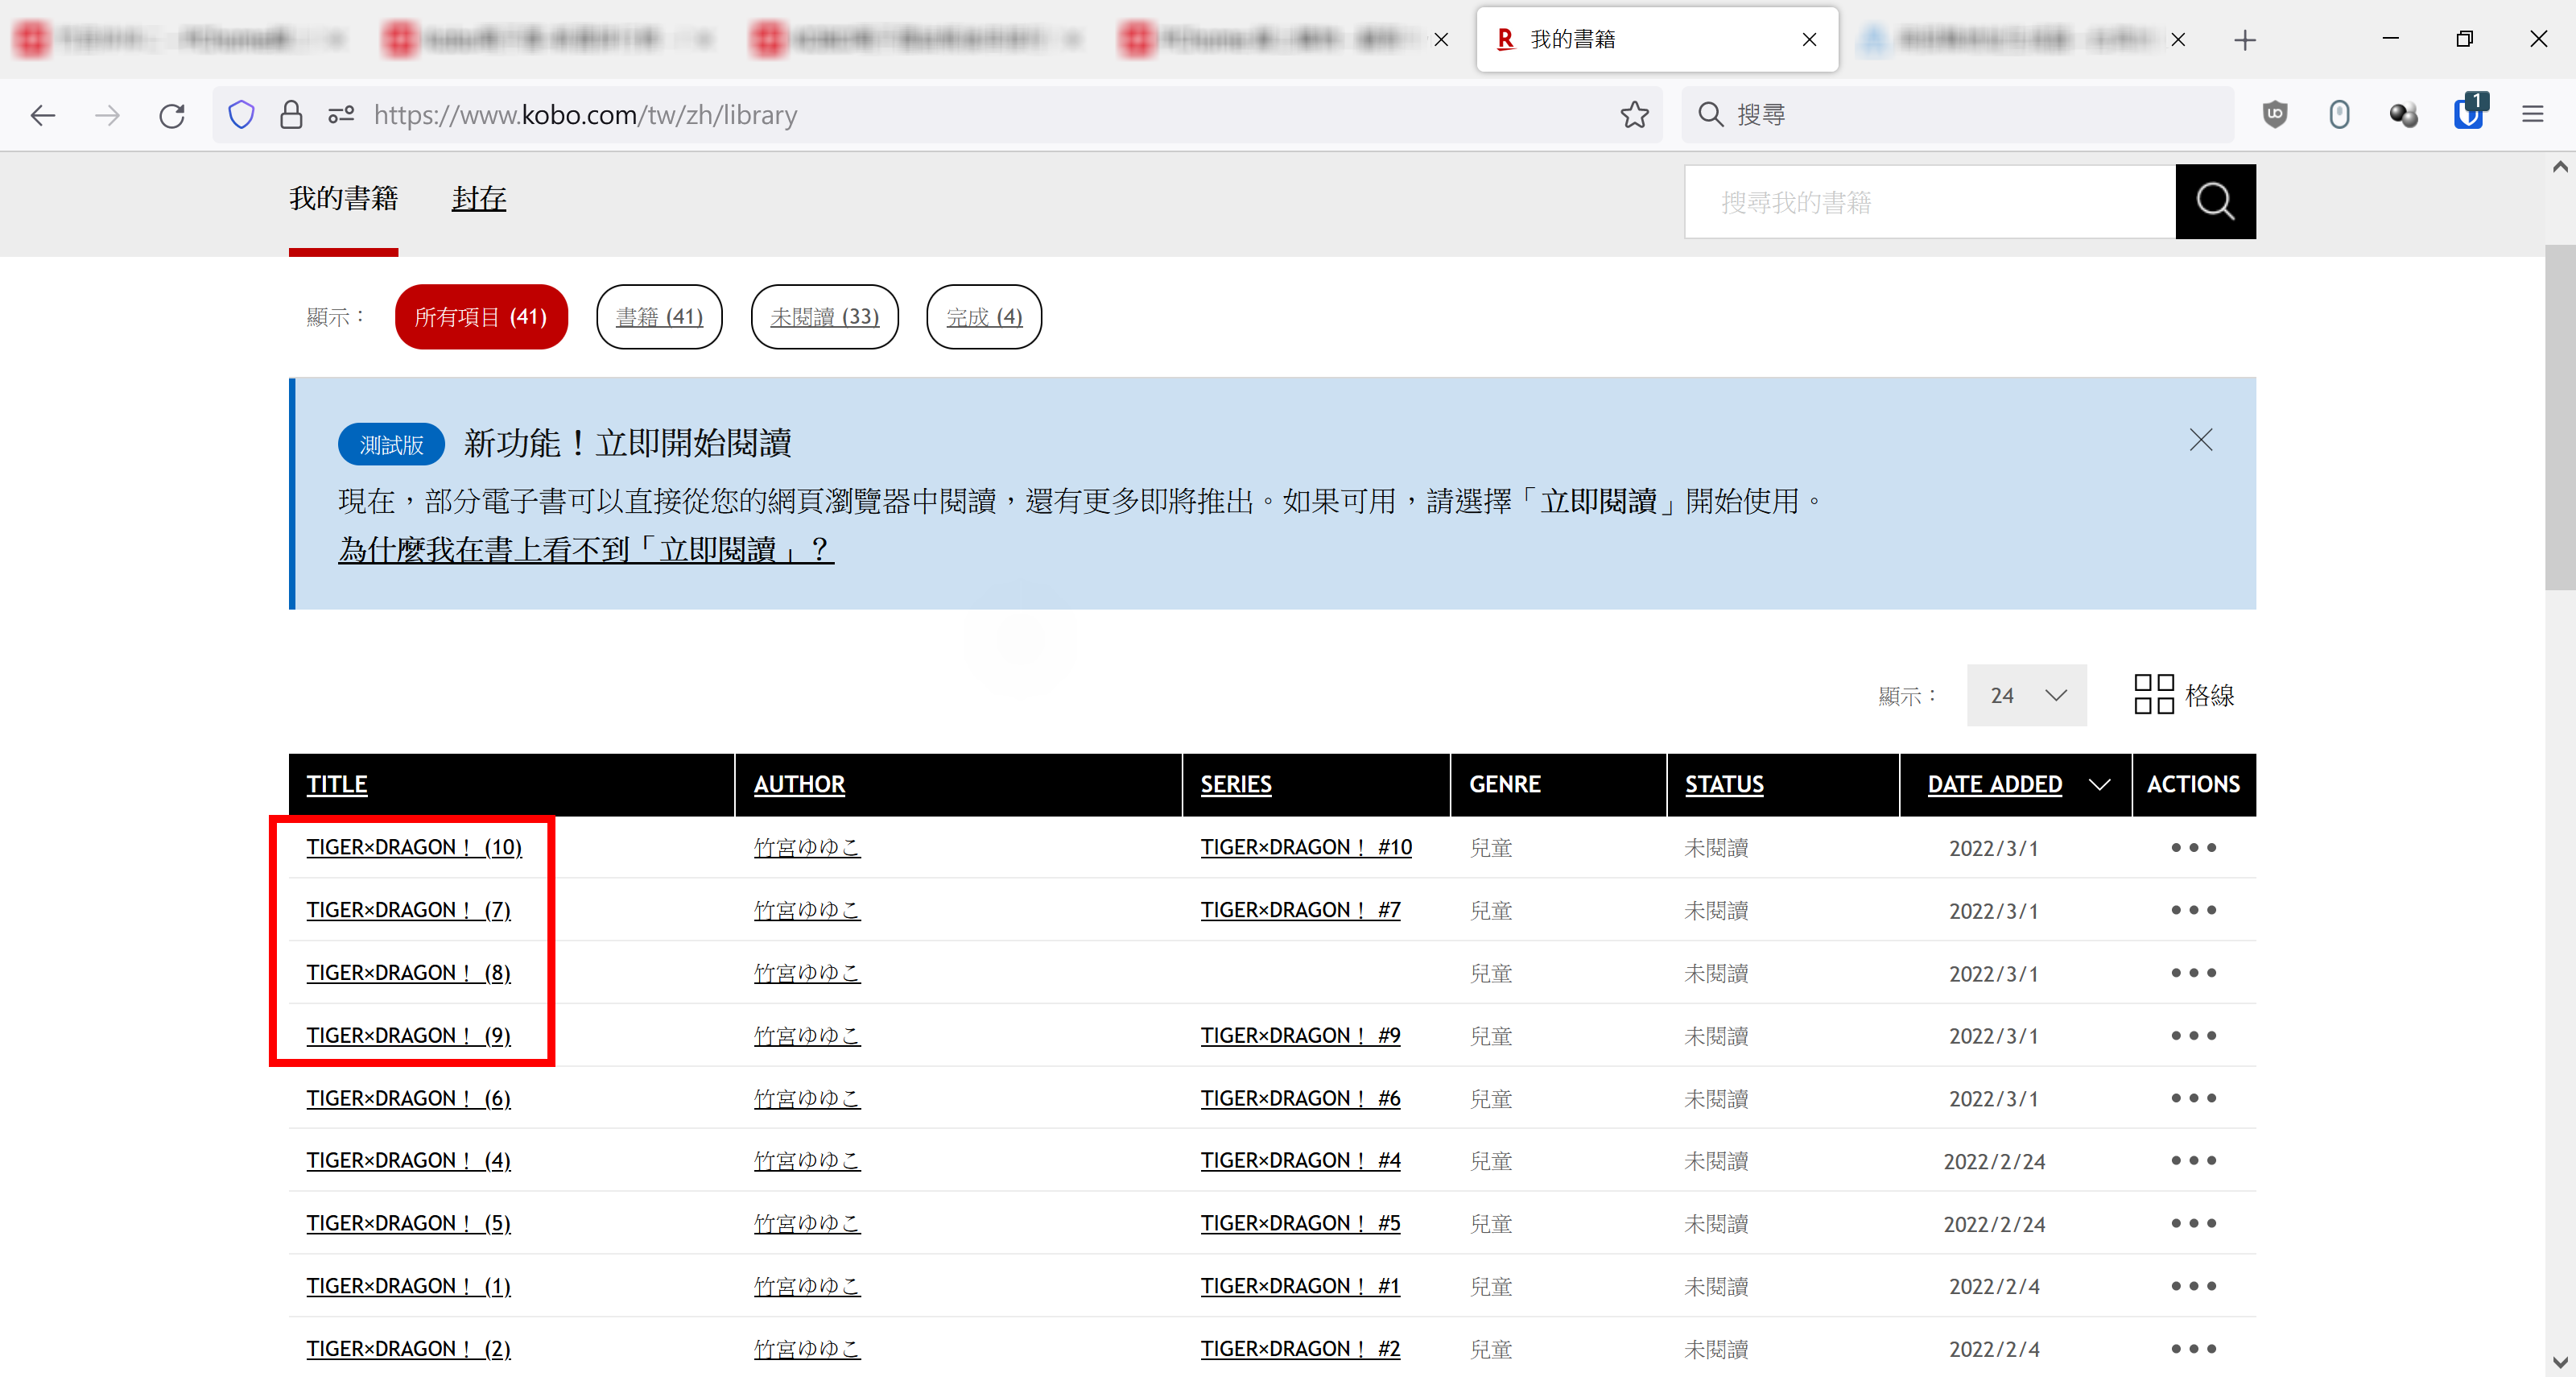 我的書籍
https://www.kobo.com/tw/zh/library
搜尋
1
我的書籍 封存
搜尋我的書籍
顯示： 所有項目 (41) 書籍 (41) 未閱讀 (33) 完成 (4)
測試版 新功能！立即開始閱讀
現在，部分電子書可以直接從您的網頁瀏覽器中閱讀，還有更多即將推出。如果可用，請選擇「立即閱讀」開始使用。
為什麼我在書上看不到「立即閱讀」？
顯示： 24 格線
TITLE AUTHOR SERIES GENRE STATUS DATE ADDED ACTIONS
TIGER×DRAGON！ (10) 竹宮ゆゆこ TIGER×DRAGON！ #10 兒童 未閱讀 2022/3/1
TIGER×DRAGON！ (7) 竹宮ゆゆこ TIGER×DRAGON！ #7 兒童 未閱讀 2022/3/1
TIGER×DRAGON！ (8) 竹宮ゆゆこ 兒童 未閱讀 2022/3/1
TIGER×DRAGON！ (9) 竹宮ゆゆこ TIGER×DRAGON！ #9 兒童 未閱讀 2022/3/1
TIGER×DRAGON！ (6) 竹宮ゆゆこ TIGER×DRAGON！ #6 兒童 未閱讀 2022/3/1
TIGER×DRAGON！ (4) 竹宮ゆゆこ TIGER×DRAGON！ #4 兒童 未閱讀 2022/2/24
TIGER×DRAGON！ (5) 竹宮ゆゆこ TIGER×DRAGON！ #5 兒童 未閱讀 2022/2/24
TIGER×DRAGON！ (1) 竹宮ゆゆこ TIGER×DRAGON！ #1 兒童 未閱讀 2022/2/4
TIGER×DRAGON！ (2) 竹宮ゆゆこ TIGER×DRAGON！ #2 兒童 未閱讀 2022/2/4